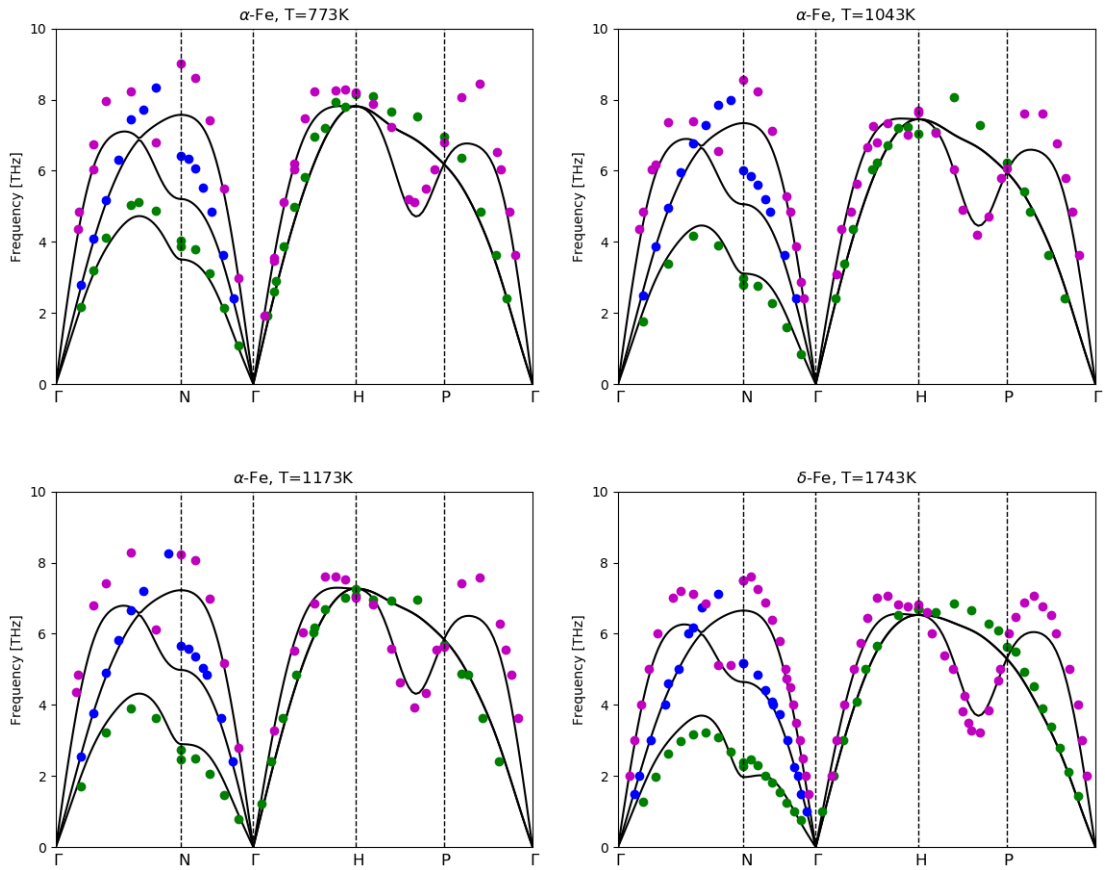 α-Fe, T=773K
α-Fe, T=1043K
10
8
6
4
2
0
Frequency [THz]
Γ N Γ H P Γ
10
8
6
4
2
0
Frequency [THz]
Γ N Γ H P Γ
α-Fe, T=1173K
δ-Fe, T=1743K
10
8
6
4
2
0
Frequency [THz]
Γ N Γ H P Γ
10
8
6
4
2
0
Frequency [THz]
Γ N Γ H P Γ